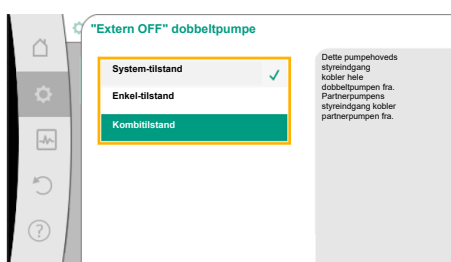 "Extern OFF" dobbeltpumpe
System-tilstand
Enkel-tilstand
Kombitilstand
Dette pumpehoveds
styreindgang
kobler hele
dobbeltpumpen fra.
Partnerpumpens
styreindgang kobler
partnerpumpen fra.